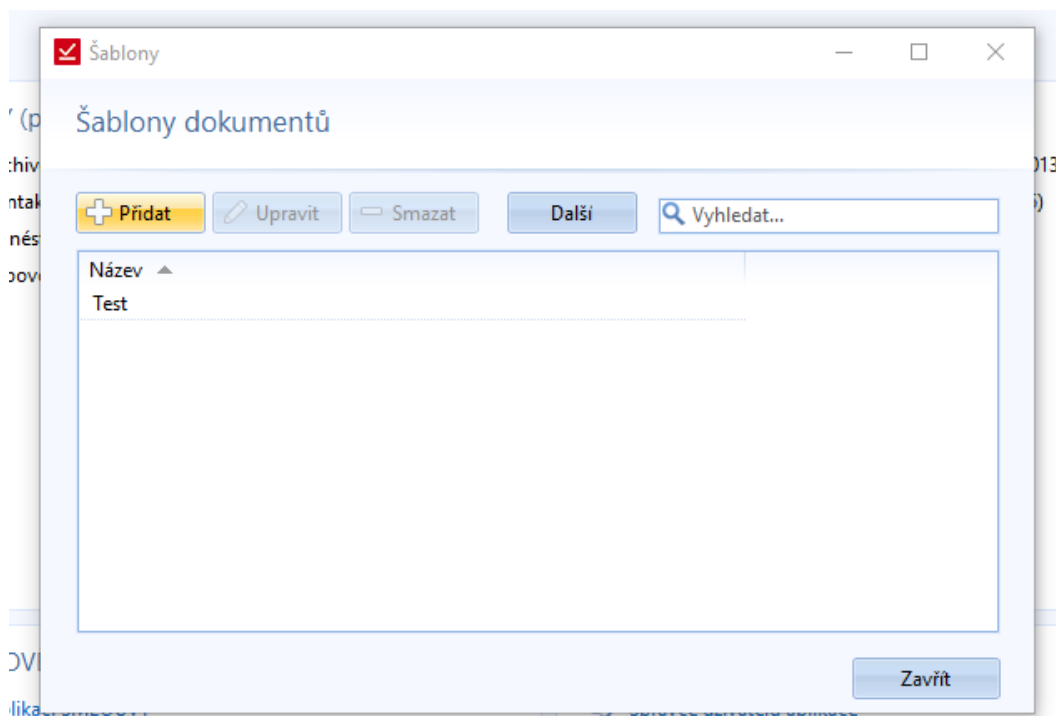 Šablony
Šablony dokumentů
Přidat Upravit Smazat Další Vyhledat...
Název
Test
Zavřít